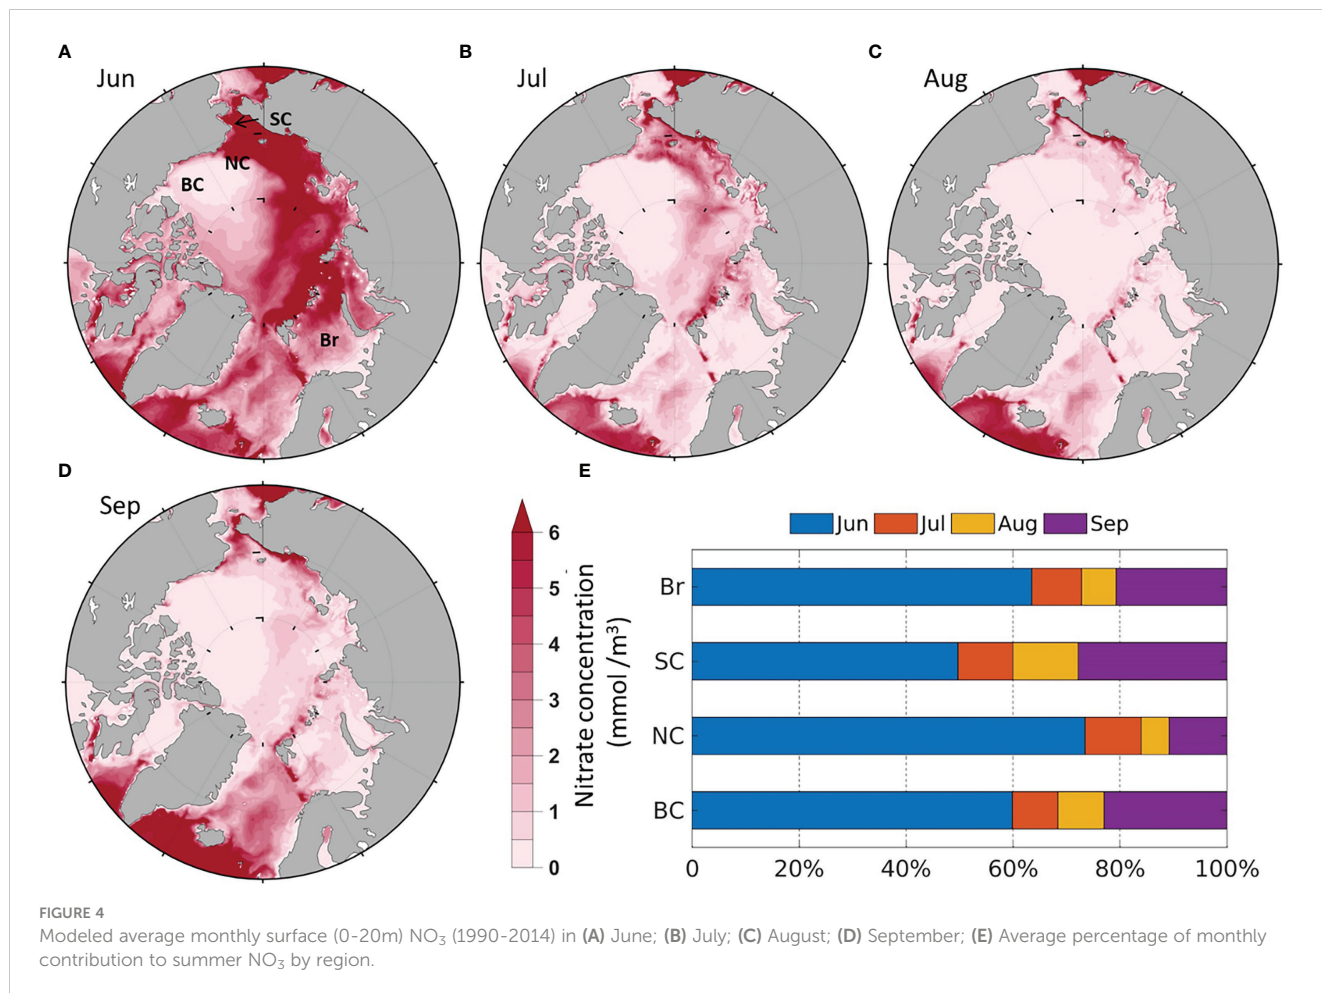 A
Jun
SC
NC
BC
Br
B
Jul
C
Aug
D
Sep
6
5
4
3
2
1
0
Nitrate concentration
(mmol /m³)
E
Jun Jul Aug Sep
Br
SC
NC
BC
0 20% 40% 60% 80% 100%
FIGURE 4
Modeled average monthly surface (0-20m) NO₃ (1990-2014) in (A) June; (B) July; (C) August; (D) September; (E) Average percentage of monthly
contribution to summer NO₃ by region.